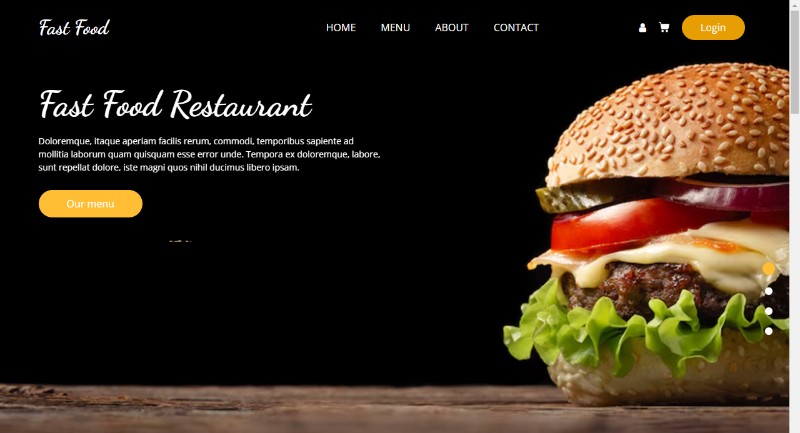 Fast Food
HOME MENU ABOUT CONTACT
Login
Fast Food Restaurant
Doloremque, itaque aperiam facilis rerum, commodi, temporibus sapiente ad
mollitia laborum quam quisquam esse error unde. Tempora ex doloremque, labore,
sunt repellat dolore, iste magni quos nihil ducimus libero ipsam.
Our menu